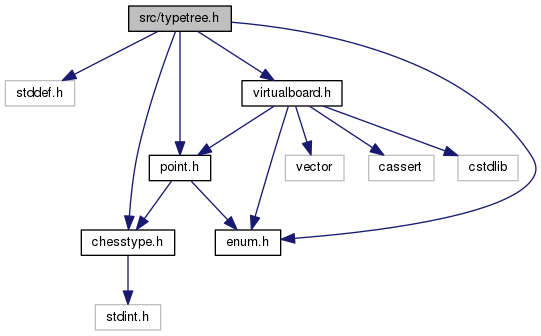 src/typetree.h
stddef.h
virtualboard.h
point.h
vector
cassert
cstdlib
chesstype.h
enum.h
stdint.h